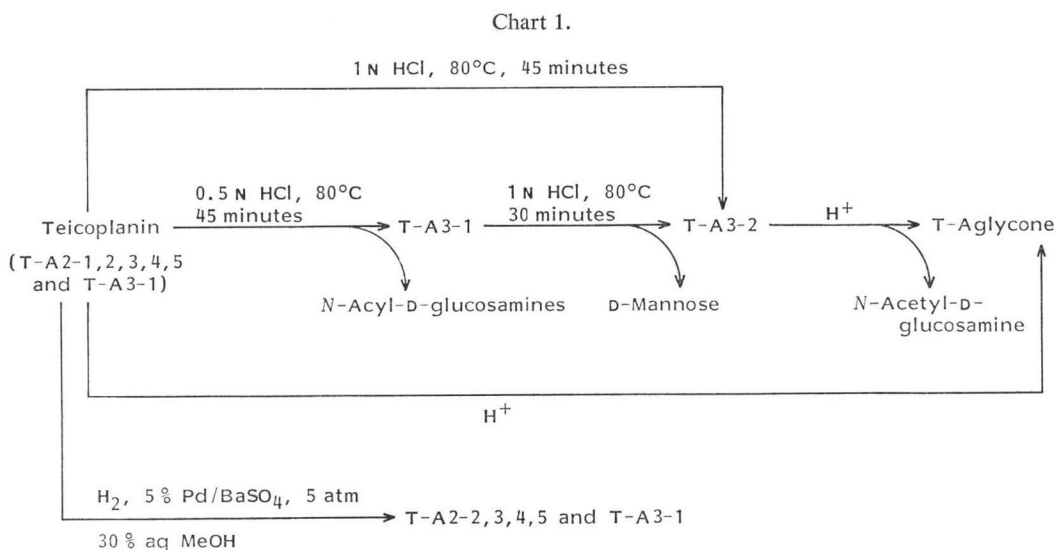 Chart 1.
1 N HCl, 80°C, 45 minutes
0.5 N HCl, 80°C
45 minutes
1 N HCl, 80°C
30 minutes
H+
Teicoplanin
(T-A2-1,2,3,4,5
and T-A3-1)
T-A3-1
T-A3-2
T-Aglycone
N-Acyl-D-glucosamines
D-Mannose
N-Acetyl-D-
glucosamine
H+
H2, 5% Pd/BaSO4, 5 atm
30% aq MeOH
T-A2-2,3,4,5 and T-A3-1